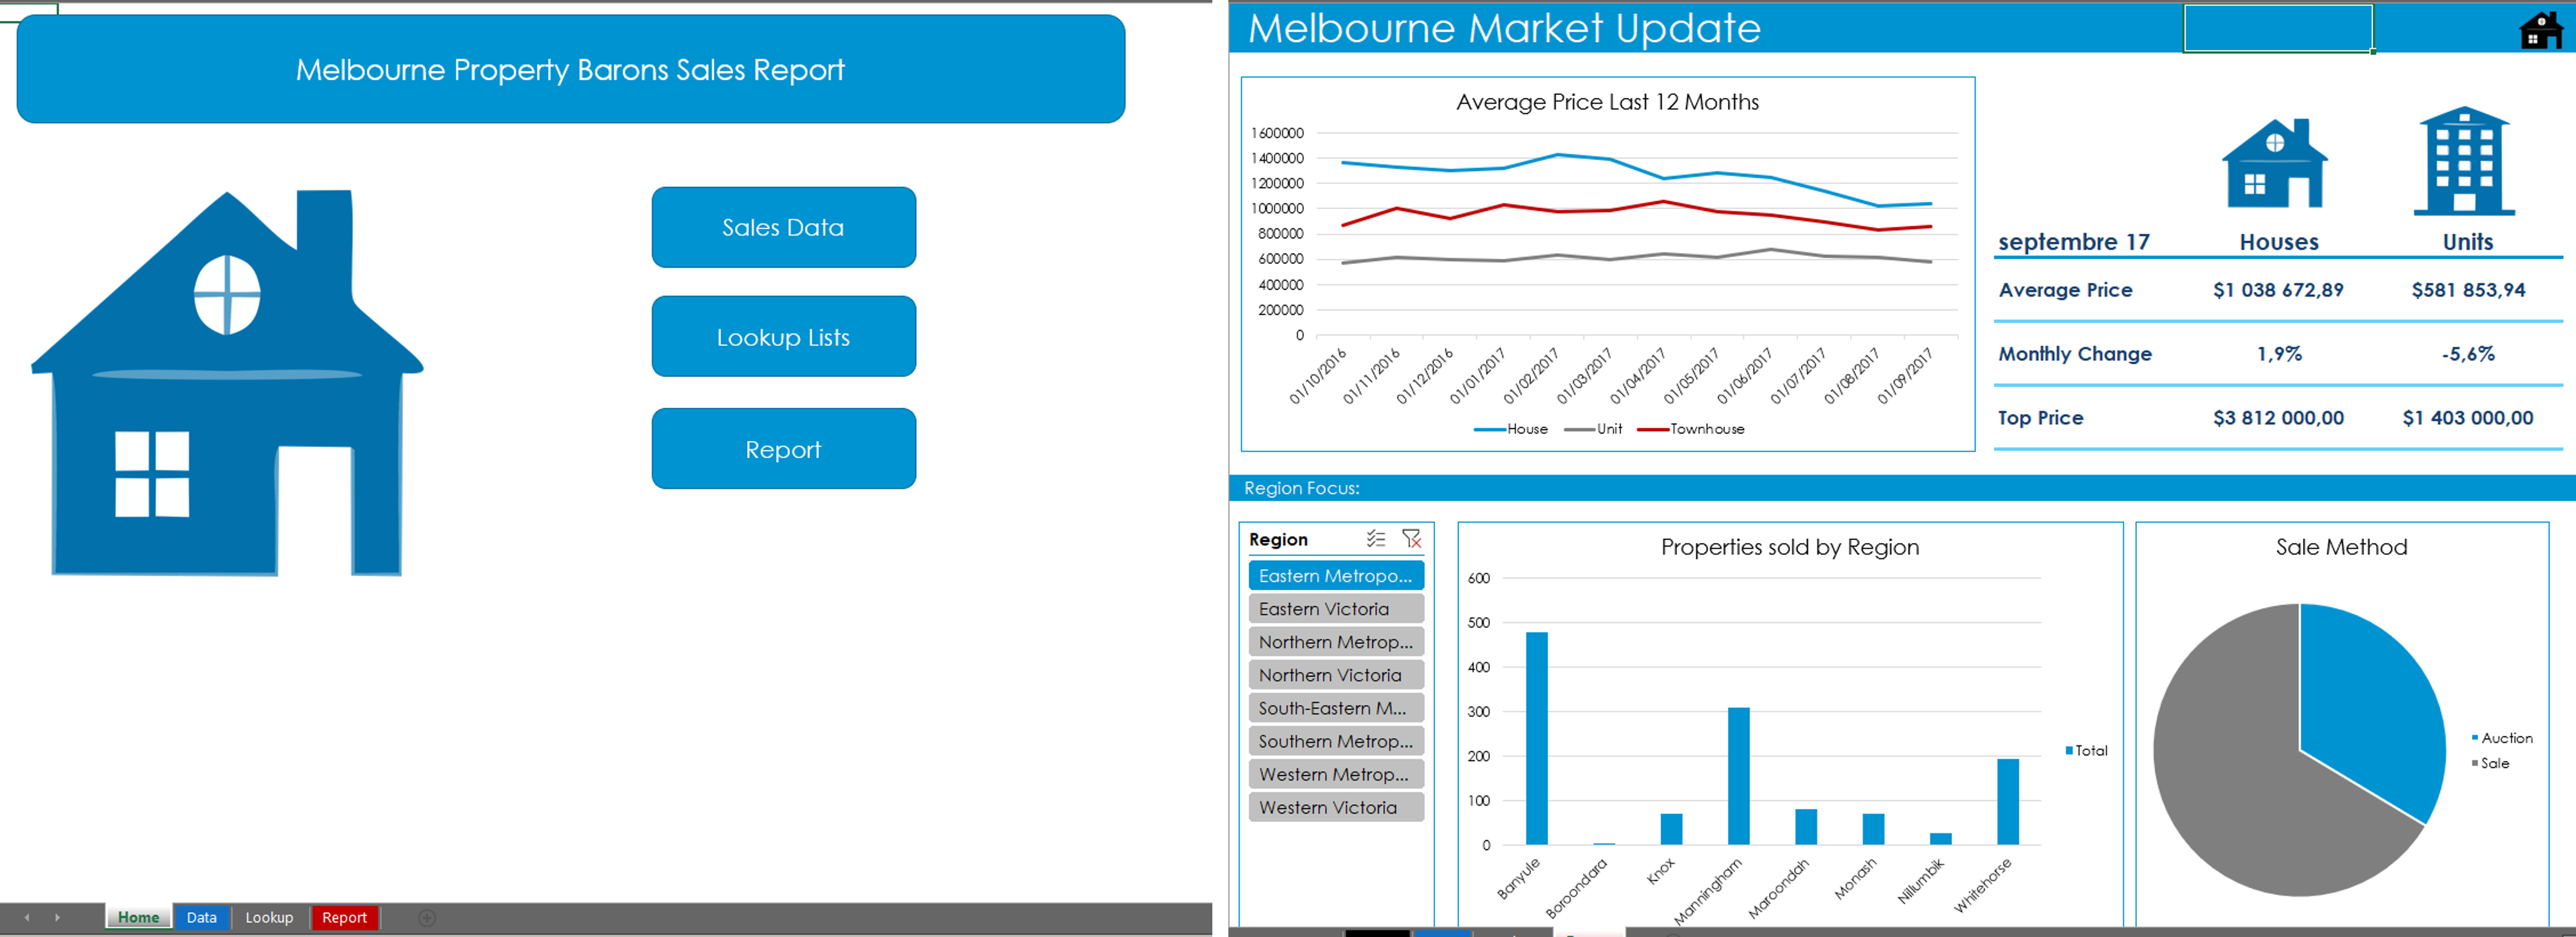 Melbourne Property Barons Sales Report
Sales Data
Lookup Lists
Report
Home Data Lookup Report
Melbourne Market Update
Average Price Last 12 Months
1600000
1400000
1200000
1000000
800000
600000
400000
200000
0
01/10/2016 01/11/2016 01/12/2016 01/01/2017 01/02/2017 01/03/2017 01/04/2017 01/05/2017 01/06/2017 01/07/2017 01/08/2017 01/09/2017
House Unit Townhouse
septembre 17 Houses Units
Average Price $1 038 672,89 $581 853,94
Monthly Change 1,9% -5,6%
Top Price $3 812 000,00 $1 403 000,00
Region Focus:
Region
Eastern Metropo...
Eastern Victoria
Northern Metrop...
Northern Victoria
South-Eastern M...
Southern Metrop...
Western Metrop...
Western Victoria
Properties sold by Region
600
500
400
300
200
100
0
Banyule Boroondara Knox Manningham Maroondah Monash Nillumbik Whitehorse
Total
Sale Method
Auction
Sale